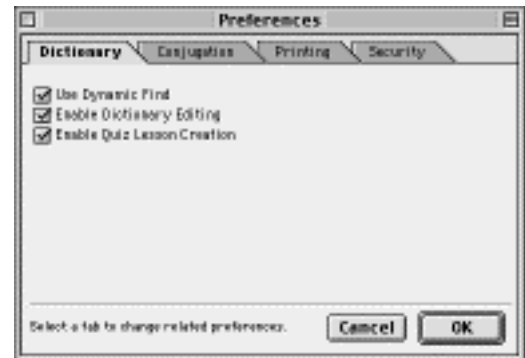 Preferences
Dictionary Conjugation Printing Security
Use Dynamic Find
Enable Dictionary Editing
Enable Quiz Lesson Creation
Select a tab to change related preferences.
Cancel OK